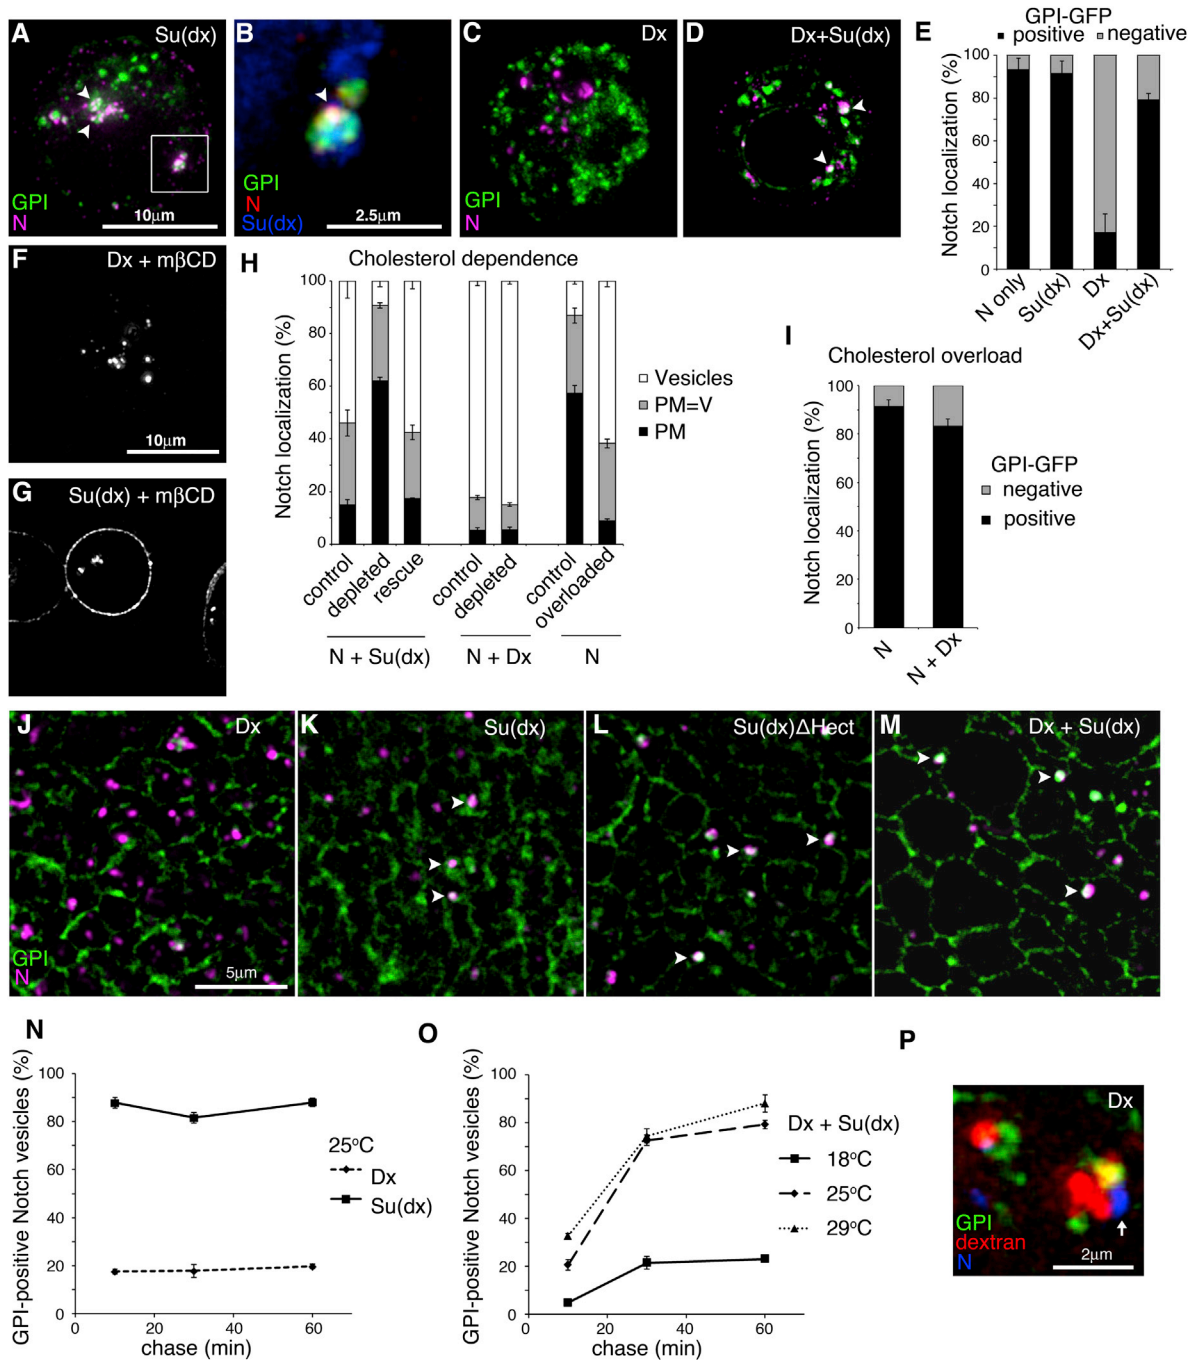 A
Su(dx)
GPI
N
10μm
B
GPI
N
Su(dx)
2.5μm
C
Dx
GPI
N
D
Dx+Su(dx)
E
GPI-GFP
positive negative
Notch localization (%)
100
80
60
40
20
0
N only
Su(dx)
Dx
Dx+Su(dx)
F
Dx + mβCD
10μm
G
Su(dx) + mβCD
H
Cholesterol dependence
Notch localization (%)
100
80
60
40
20
0
Vesicles
PM=V
PM
control
depleted
rescue
control
depleted
control
overloaded
N + Su(dx)
N + Dx
N
I
Cholesterol overload
Notch localization (%)
100
80
60
40
20
0
GPI-GFP
negative
positive
N
N + Dx
J
Dx
GPI
N
5μm
K
Su(dx)
L
Su(dx)ΔHect
M
Dx + Su(dx)
N
GPI-positive Notch vesicles (%)
100
80
60
40
20
0
0 20 40 60
chase (min)
25°C
Dx
Su(dx)
O
GPI-positive Notch vesicles (%)
100
80
60
40
20
0
0 20 40 60
chase (min)
Dx + Su(dx)
18°C
25°C
29°C
P
Dx
GPI
dextran
N
2μm